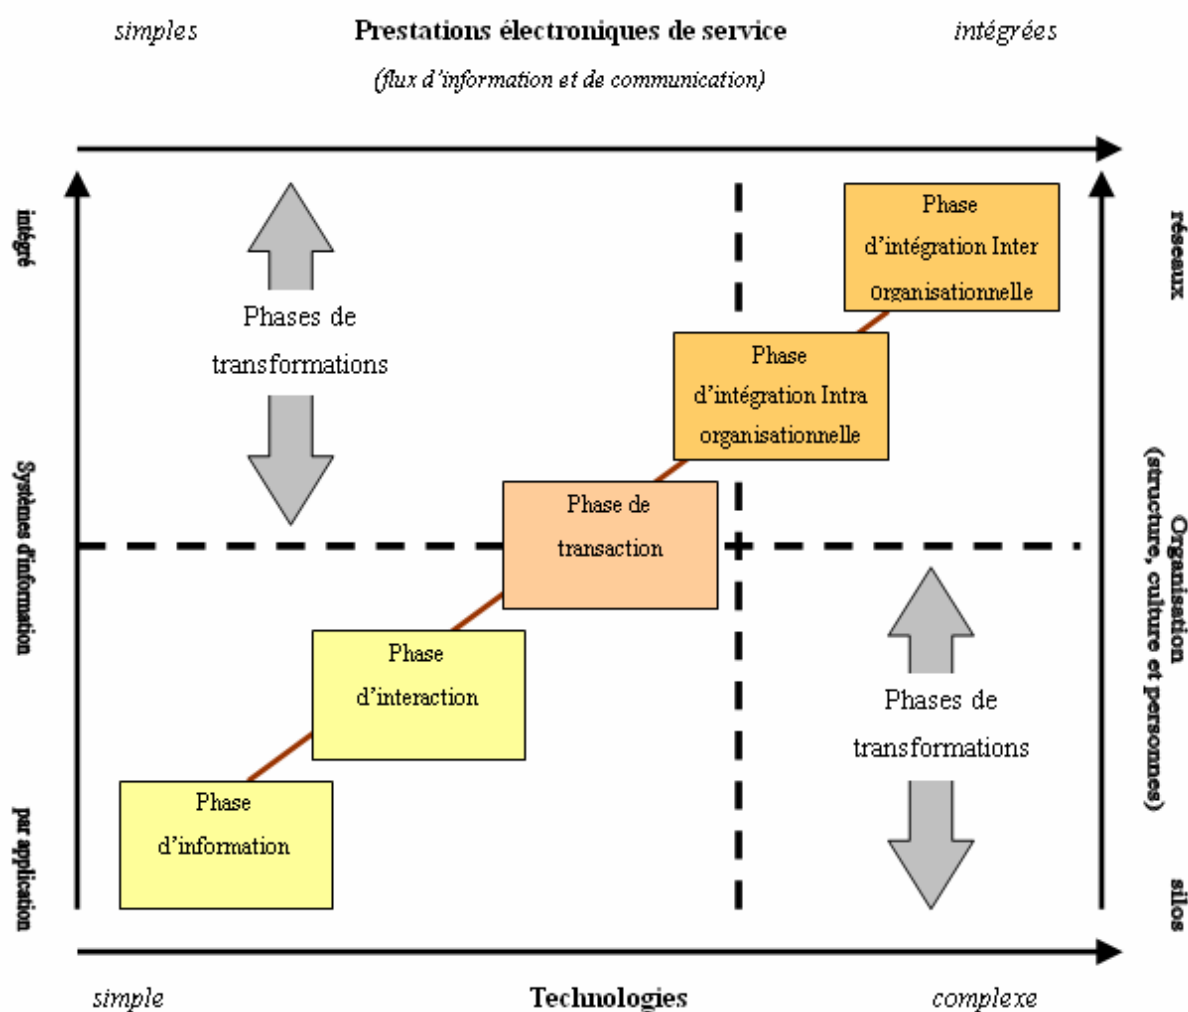 simples Prestations électroniques de service intégrées
(flux d'information et de communication)
intégré
Phases de
transformations
Phase
d'intégration Inter
organisationnelle
réseaux
Phase
d'intégration Intra
organisationnelle
Systèmes d'information
Phase de
transaction
Organisation
(structure, culture et personnes)
Phase
d'interaction
Phases de
transformations
par application
Phase
d'information
silos
simple Technologies complexe